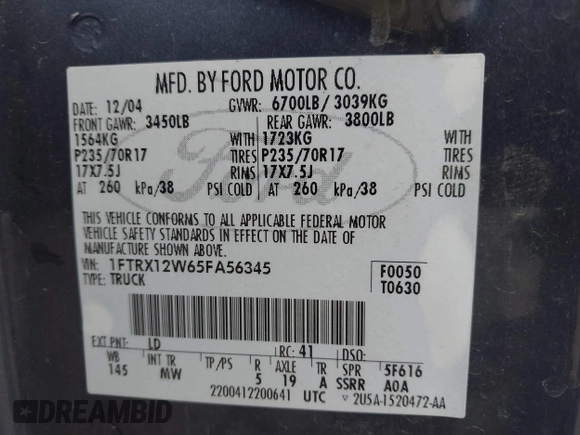 MFD. BY FORD MOTOR CO.
DATE: 12/04 GVWR: 6700LB/ 3039KG
FRONT GAWR: 3450LB REAR GAWR: 3800LB
1564KG WITH 1723KG WITH
P235/70R17 TIRES P235/70R17 TIRES
17X7.5J RIMS 17X7.5J RIMS
AT 260 kPa/38 PSI COLD AT 260 kPa/38 PSI COLD
Ford
THIS VEHICLE CONFORMS TO ALL APPLICABLE FEDERAL MOTOR
VEHICLE SAFETY STANDARDS IN EFFECT ON THE DATE OF
MANUFACTURE SHOWN ABOVE.
VIN: 1FTRX12W65FA56345 F0050
TYPE: TRUCK T0630
EXT PNT: LD RC: 41 DSO:
WB INT TR TP/PS R AXLE TR SPR 5F616
145 MW 5 19 A SSRR A0A
2200412200641 UTC ▽ 2U5A-1520472-AA
DREAMBID